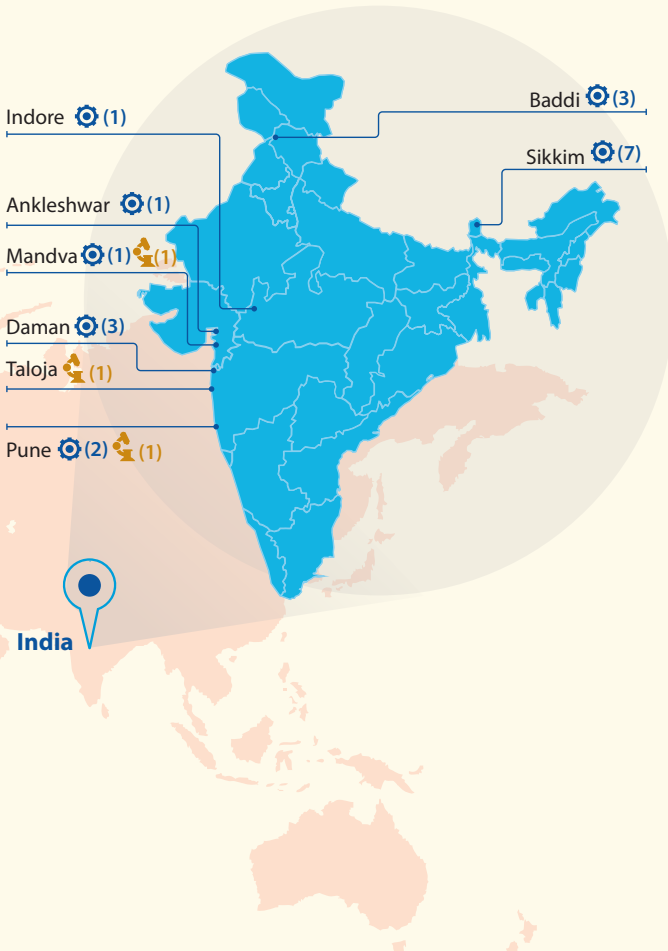 Indore (1)
Baddi (3)
Sikkim (7)
Ankleshwar (1)
Mandva (1) (1)
Daman (3)
Taloja (1)
Pune (2) (1)
India